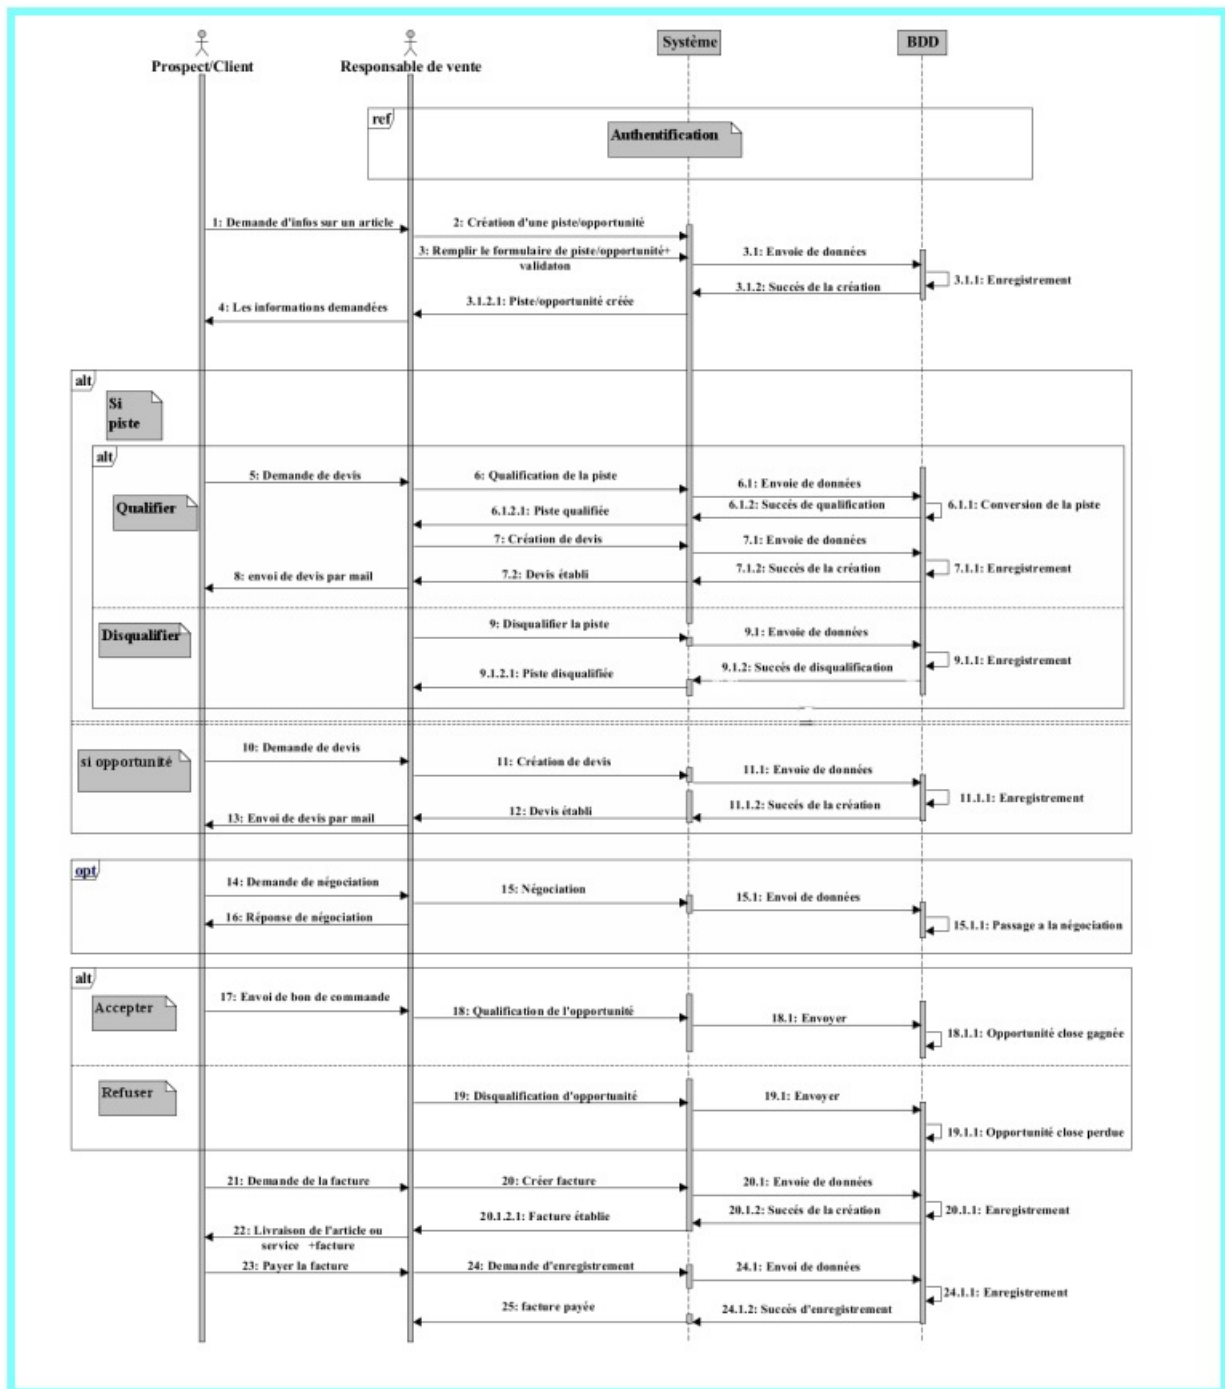 Système
BDD
Prospect/Client
Responsable de vente
ref
Authentification
1: Demande d'infos sur un article
2: Création d'une piste/opportunité
3: Remplir le formulaire de piste/opportunité+
validaton
3.1: Envoie de données
3.1.1: Enregistrement
3.1.2: Succés de la création
3.1.2.1: Piste/opportunité créée
4: Les informations demandées
alt
Si
piste
alt
5: Demande de devis
6: Qualification de la piste
6.1: Envoie de données
Qualifier
6.1.1: Conversion de la piste
6.1.2: Succés de qualification
6.1.2.1: Piste qualifiée
7: Création de devis
7.1: Envoie de données
7.1.1: Enregistrement
7.1.2: Succés de la création
7.2: Devis établi
8: envoi de devis par mail
Disqualifier
9: Disqualifier la piste
9.1: Envoie de données
9.1.1: Enregistrement
9.1.2: Succés de disqualification
9.1.2.1: Piste disqualifiée
si opportunité
10: Demande de devis
11: Création de devis
11.1: Envoie de données
11.1.1: Enregistrement
11.1.2: Succés de la création
12: Devis établi
13: Envoi de devis par mail
opt
14: Demande de négociation
15: Négociation
15.1: Envoi de données
16: Réponse de négociation
15.1.1: Passage a la négociation
alt
Accepter
17: Envoi de bon de commande
18: Qualification de l'opportunité
18.1: Envoyer
18.1.1: Opportunité close gagnée
Refuser
19: Disqualification d'opportunité
19.1: Envoyer
19.1.1: Opportunité close perdue
21: Demande de la facture
20: Créer facture
20.1: Envoie de données
20.1.1: Enregistrement
20.1.2: Succés de la création
20.1.2.1: Facture établie
22: Livraison de l'article ou
service +facture
23: Payer la facture
24: Demande d'enregistrement
24.1: Envoi de données
24.1.1: Enregistrement
24.1.2: Succés d'enregistrement
25: facture payée